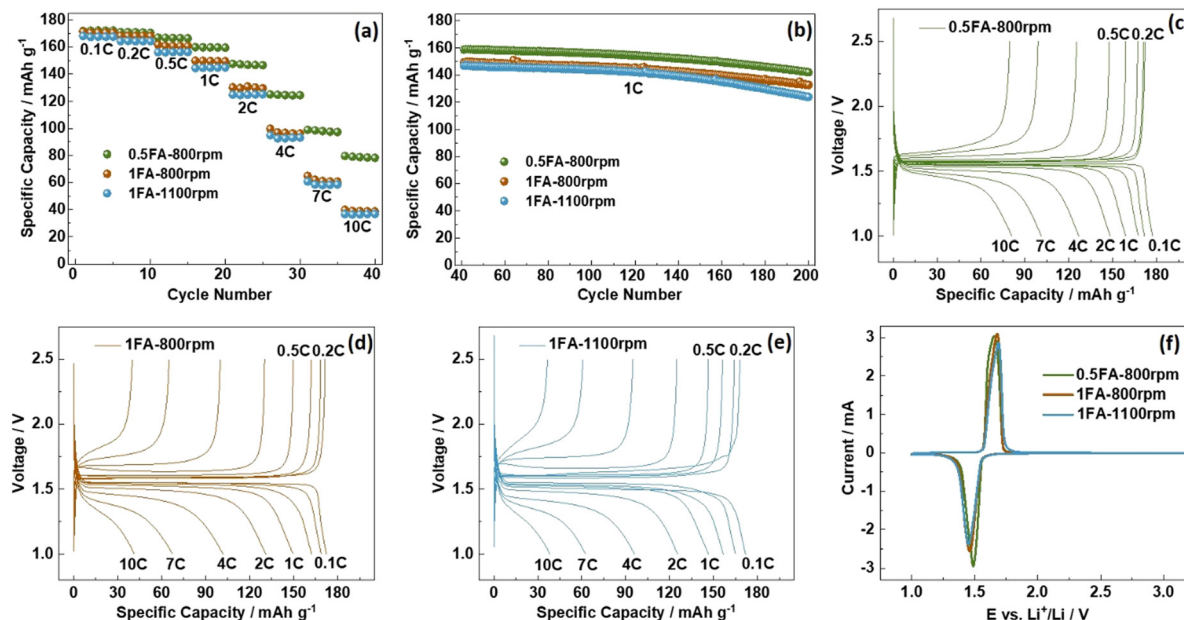 (a)
180
160
140
120
100
80
60
40
20
0
Specific Capacity / mAh g⁻¹
0.1C
0.2C
0.5C
1C
2C
4C
7C
10C
0.5FA-800rpm
1FA-800rpm
1FA-1100rpm
0 10 20 30 40
Cycle Number
(b)
180
160
140
120
100
80
60
40
20
0
Specific Capacity / mAh g⁻¹
1C
0.5FA-800rpm
1FA-800rpm
1FA-1100rpm
40 60 80 100 120 140 160 180 200
Cycle Number
(c)
0.5FA-800rpm
0.5C 0.2C
2.5
2.0
1.5
1.0
Voltage / V
10C 7C 4C 2C 1C 0.1C
0 30 60 90 120 150 180
Specific Capacity / mAh g⁻¹
(d)
1FA-800rpm
0.5C 0.2C
2.5
2.0
1.5
1.0
Voltage / V
10C 7C 4C 2C 1C 0.1C
0 30 60 90 120 150 180
Specific Capacity / mAh g⁻¹
(e)
1FA-1100rpm
0.5C 0.2C
2.5
2.0
1.5
1.0
Voltage / V
10C 7C 4C 2C 1C 0.1C
0 30 60 90 120 150 180
Specific Capacity / mAh g⁻¹
(f)
3
2
1
0
-1
-2
-3
Current / mA
0.5FA-800rpm
1FA-800rpm
1FA-1100rpm
1.0 1.5 2.0 2.5 3.0
E vs. Li⁺/Li / V